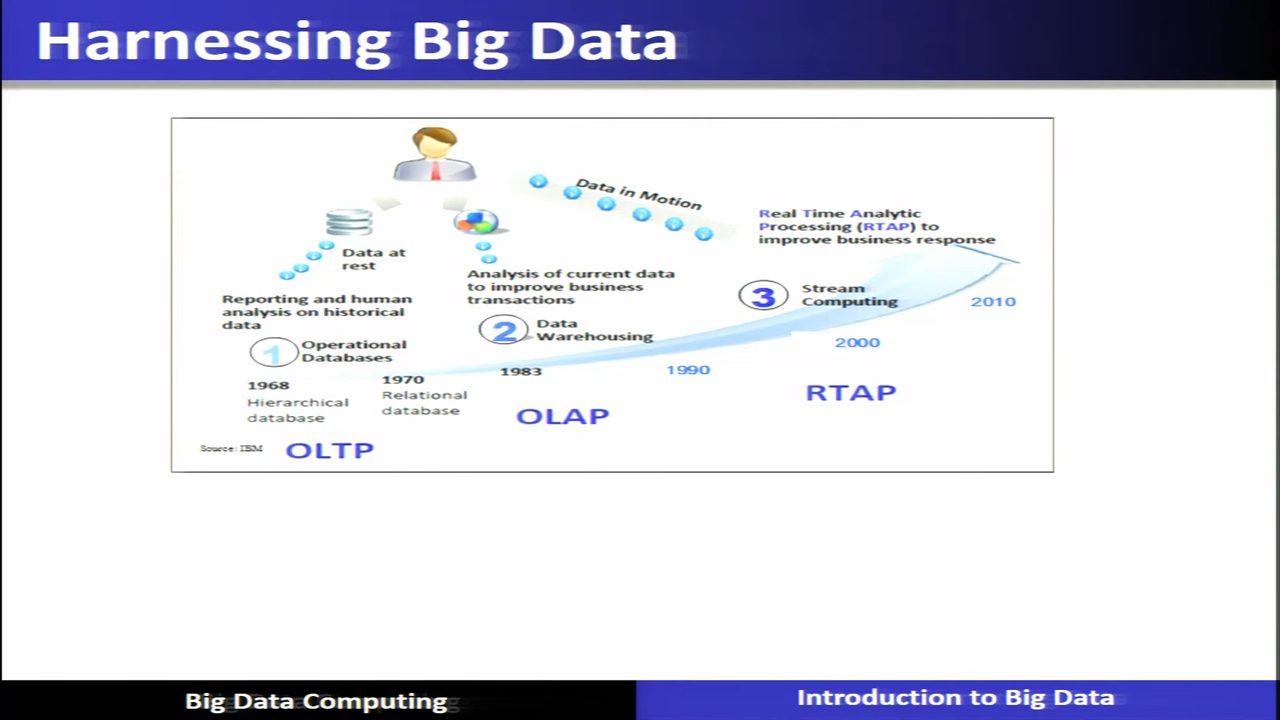 Harnessing Big Data
Data in Motion
Real Time Analytic
Processing (RTAP) to
improve business response
Data at
rest
Analysis of current data
to improve business
transactions
Reporting and human
analysis on historical
data
3
Stream
Computing
2010
2
Data
Warehousing
1
Operational
Databases
2000
1990
1983
1970
Relational
database
1968
Hierarchical
database
RTAP
OLAP
OLTP
Source: IBM
Big Data Computing
Introduction to Big Data